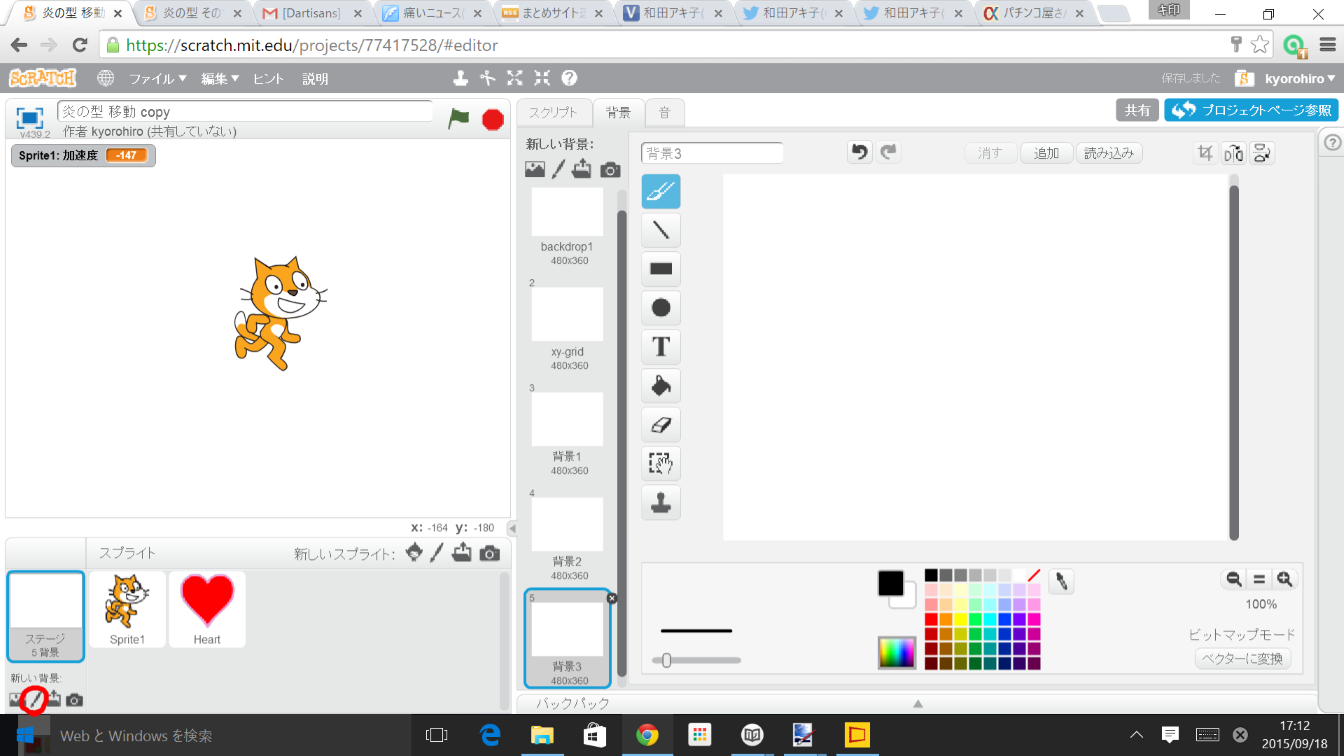 炎の型 移動
炎の型 その
[Dartisans]
痛いニュース(
まとめサイト速
和田アキ子(
和田アキ子(
和田アキ子(
パチンコ屋さ
キ印
https://scratch.mit.edu/projects/77417528/#editor
SCRATCH
ファイル▼
編集▼
ヒント
説明
保存しました
kyorohiro▼
v439.2
炎の型 移動 copy
作者 kyorohiro (共有していない)
スクリプト
背景
音
共有
プロジェクトページ参照
Sprite1: 加速度 -147
新しい背景:
背景3
消す
追加
読み込み
T
backdrop1
480x360
2
xy-grid
480x360
3
背景1
480x360
4
背景2
480x360
5
背景3
480x360
x: -164 y: -180
スプライト
新しいスプライト:
ステージ
5 背景
Sprite1
Heart
新しい背景:
100%
ビットマップモード
ベクターに変換
バックパック
Web と Windows を検索
17:12
2015/09/18